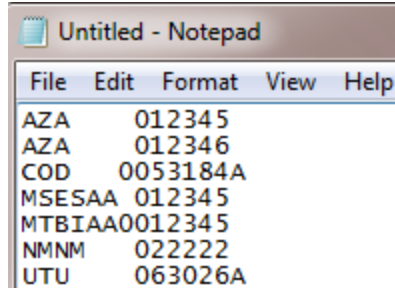 Untitled - Notepad
File Edit Format View Help
AZA     012345
AZA     012346
COD    0053184A
MSESAA 012345
MTBIAA0012345
NMNM    022222
UTU     063026A